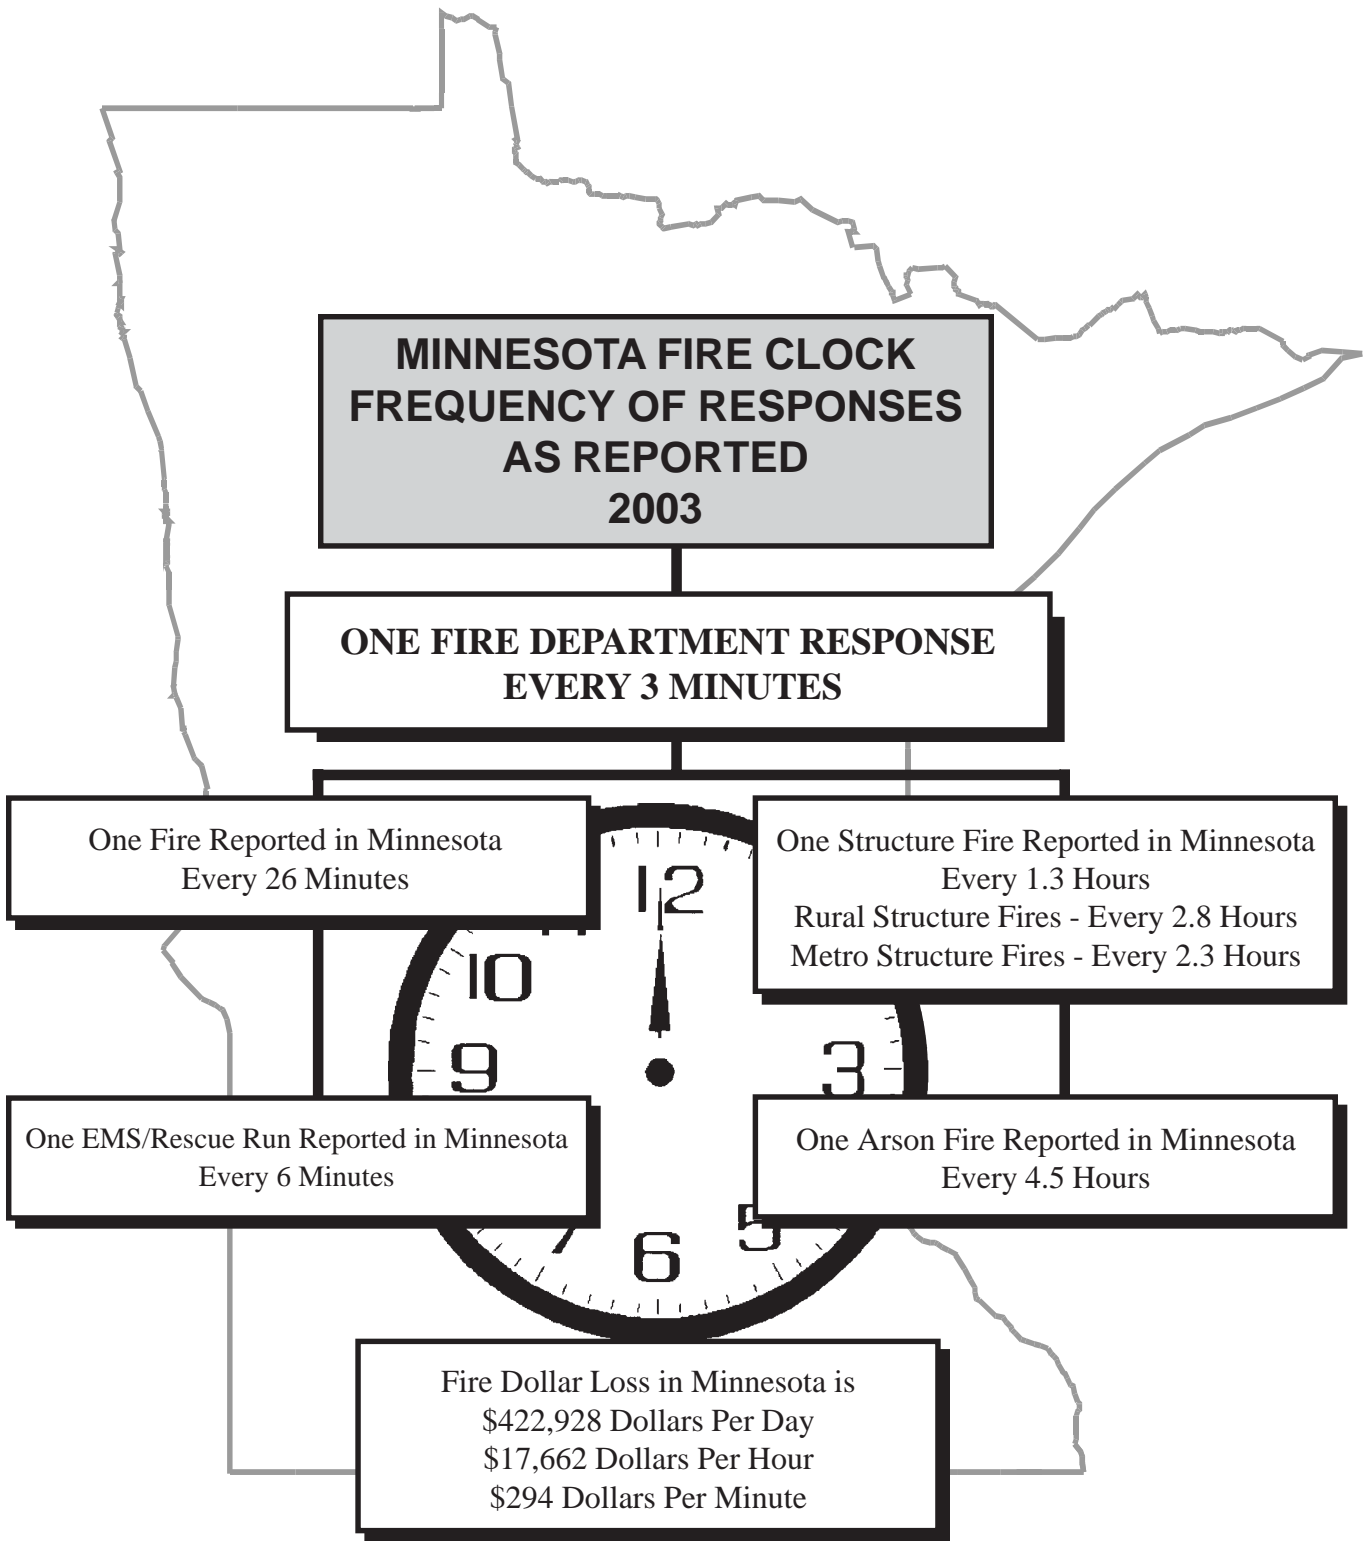 MINNESOTA FIRE CLOCK
FREQUENCY OF RESPONSES
AS REPORTED
2003
ONE FIRE DEPARTMENT RESPONSE
EVERY 3 MINUTES
One Fire Reported in Minnesota
Every 26 Minutes
One Structure Fire Reported in Minnesota
Every 1.3 Hours
Rural Structure Fires - Every 2.8 Hours
Metro Structure Fires - Every 2.3 Hours
12
10
9
3
One EMS/Rescue Run Reported in Minnesota
Every 6 Minutes
One Arson Fire Reported in Minnesota
Every 4.5 Hours
7
6
5
Fire Dollar Loss in Minnesota is
$422,928 Dollars Per Day
$17,662 Dollars Per Hour
$294 Dollars Per Minute